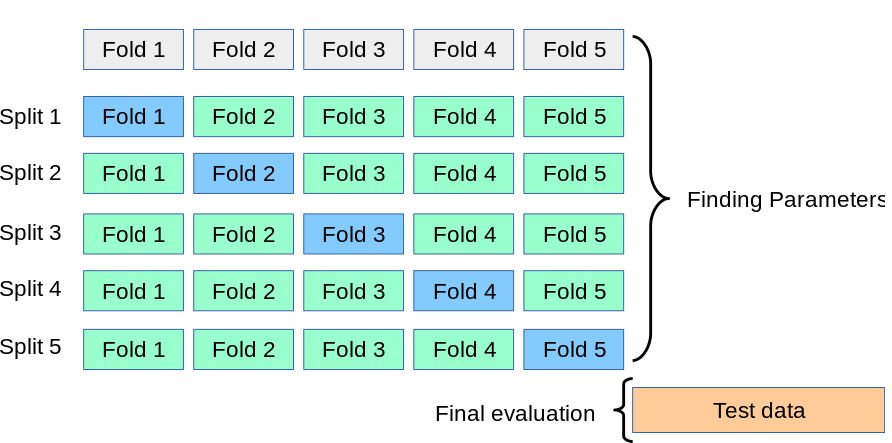 Fold 1 Fold 2 Fold 3 Fold 4 Fold 5
Split 1 Fold 1 Fold 2 Fold 3 Fold 4 Fold 5
Split 2 Fold 1 Fold 2 Fold 3 Fold 4 Fold 5
Finding Parameters
Split 3 Fold 1 Fold 2 Fold 3 Fold 4 Fold 5
Split 4 Fold 1 Fold 2 Fold 3 Fold 4 Fold 5
Split 5 Fold 1 Fold 2 Fold 3 Fold 4 Fold 5
Final evaluation Test data